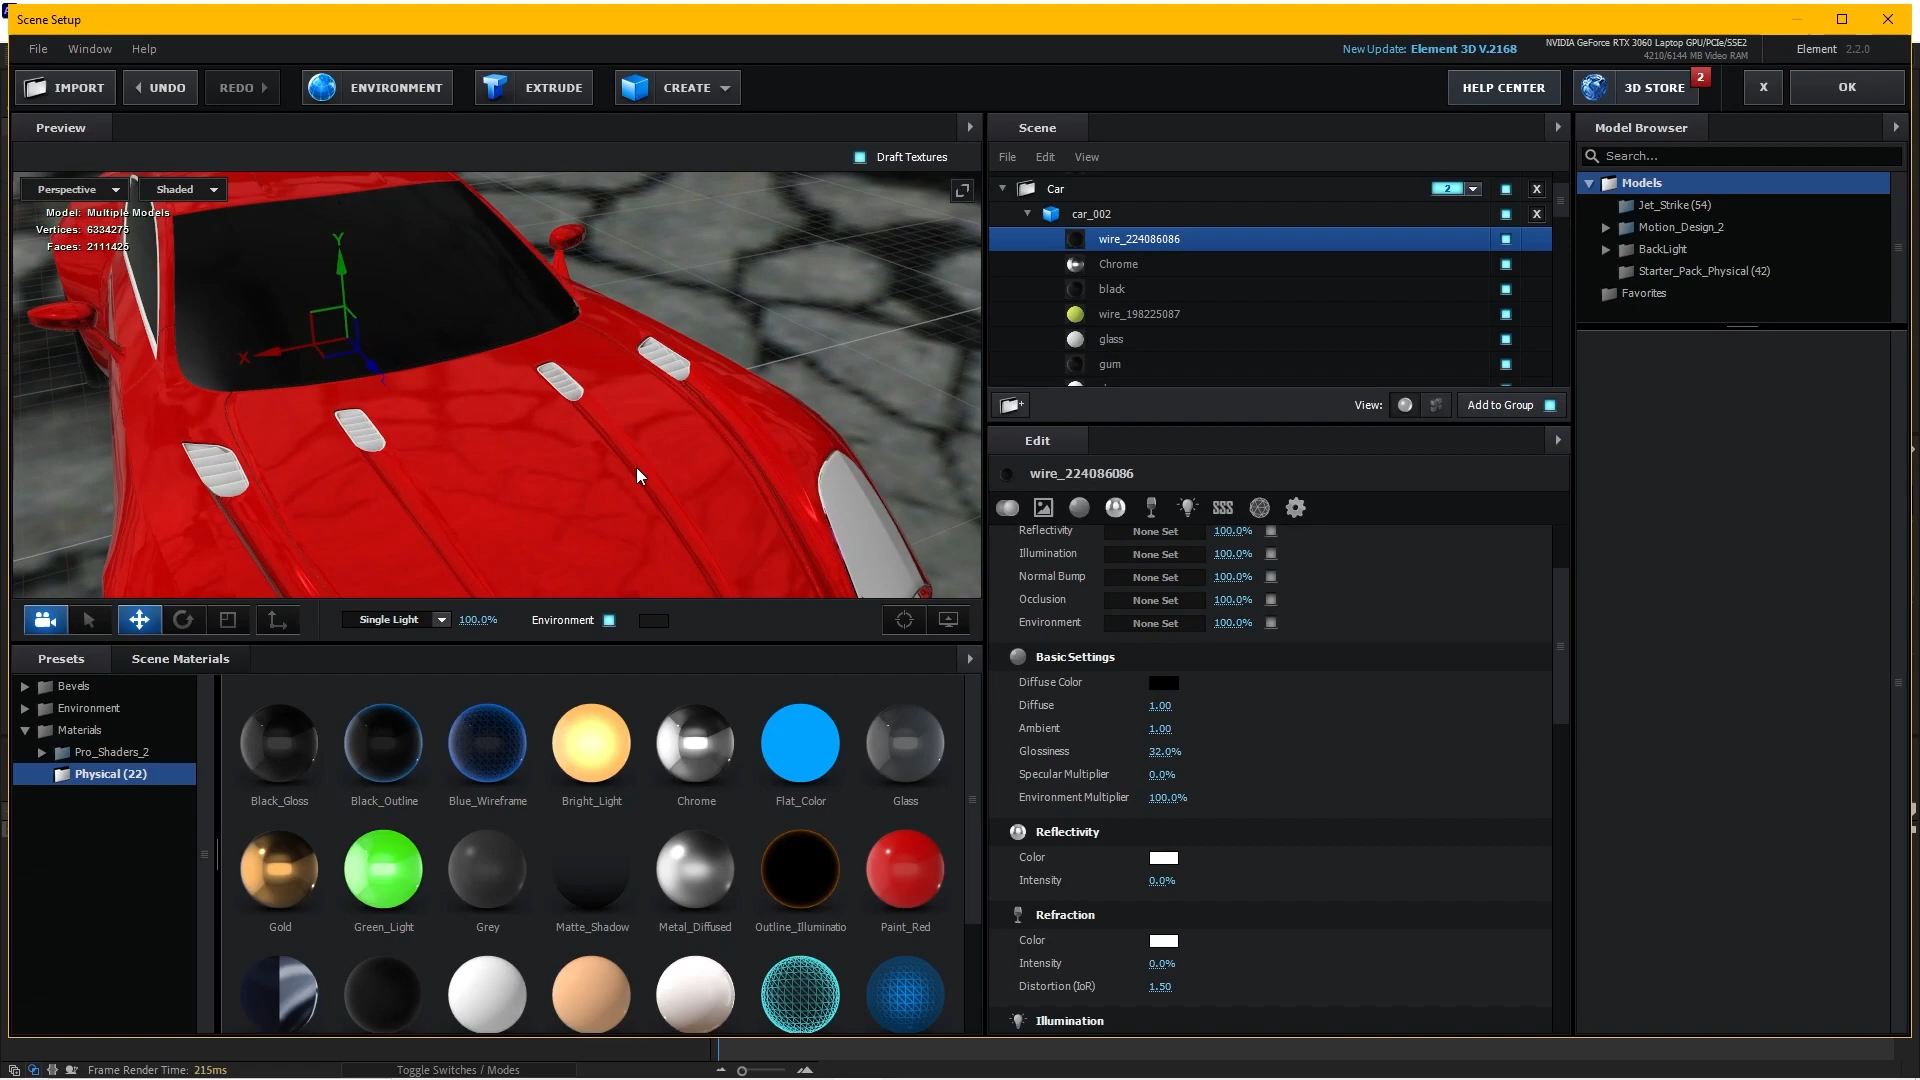 Scene Setup
File Window Help
New Update: Element 3D V.2168
NVIDIA GeForce RTX 3060 Laptop GPU/PCIe/SSE2
4210/6144 MB Video RAM
Element 2.2.0
IMPORT UNDO REDO ENVIRONMENT EXTRUDE CREATE HELP CENTER 3D STORE 2 X OK
Preview
Draft Textures
Perspective Shaded
Model: Multiple Models
Vertices: 6334275
Faces: 2111425
Y
X
Single Light 100.0% Environment
Presets Scene Materials
Bevels
Environment
Materials
Pro_Shaders_2
Physical (22)
Black_Gloss Black_Outline Blue_Wireframe Bright_Light Chrome Flat_Color Glass
Gold Green_Light Grey Matte_Shadow Metal_Diffused Outline_Illuminatio Paint_Red
Scene
File Edit View
Car 2 X
car_002 X
wire_224086086
Chrome
black
wire_198225087
glass
gum
View: Add to Group
Edit
wire_224086086
Reflectivity None Set 100.0%
Illumination None Set 100.0%
Normal Bump None Set 100.0%
Occlusion None Set 100.0%
Environment None Set 100.0%
Basic Settings
Diffuse Color
Diffuse 1.00
Ambient 1.00
Glossiness 32.0%
Specular Multiplier 0.0%
Environment Multiplier 100.0%
Reflectivity
Color
Intensity 0.0%
Refraction
Color
Intensity 0.0%
Distortion (IoR) 1.50
Illumination
Model Browser
Search...
Models
Jet_Strike (54)
Motion_Design_2
BackLight
Starter_Pack_Physical (42)
Favorites
Frame Render Time: 215ms
Toggle Switches / Modes